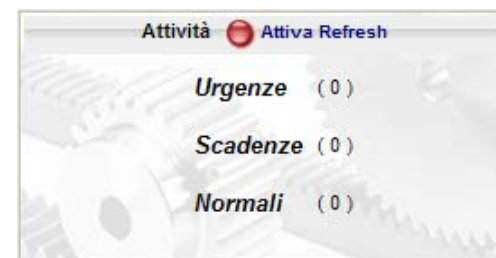 Attività Attiva Refresh
Urgenze ( 0 )
Scadenze ( 0 )
Normali ( 0 )